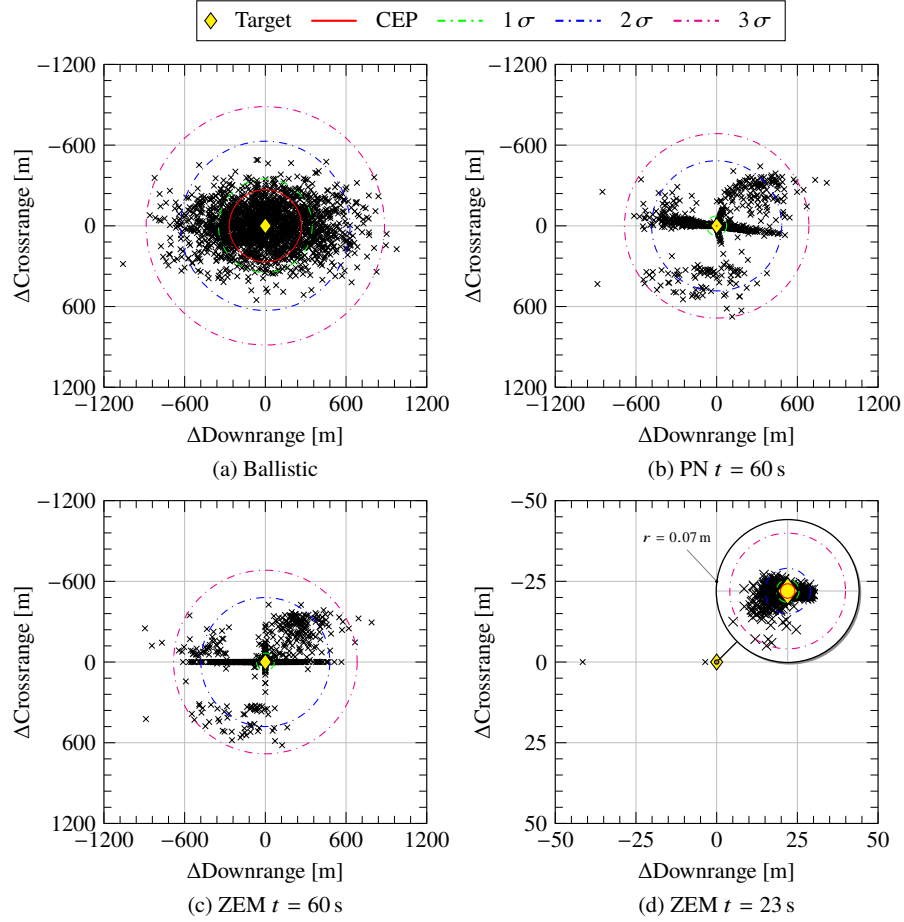 Target CEP 1 σ 2 σ 3 σ
−1200
−600
0
600
1200
−1200 −600 0 600 1200
ΔCrossrange [m]
ΔDownrange [m]
(a) Ballistic
−1200
−600
0
600
1200
−1200 −600 0 600 1200
ΔCrossrange [m]
ΔDownrange [m]
(b) PN t = 60 s
−1200
−600
0
600
1200
−1200 −600 0 600 1200
ΔCrossrange [m]
ΔDownrange [m]
(c) ZEM t = 60 s
−50
−25
0
25
50
−50 −25 0 25 50
r = 0.07 m
ΔCrossrange [m]
ΔDownrange [m]
(d) ZEM t = 23 s